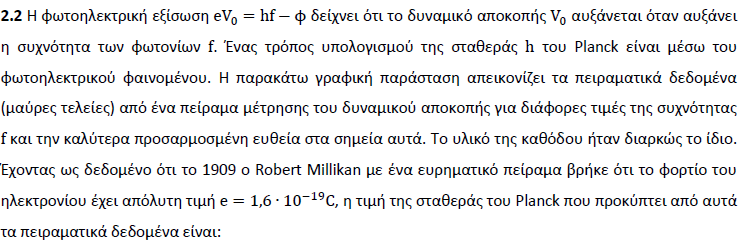 2.2 Η φωτοηλεκτρική εξίσωση eV₀ = hf − φ δείχνει ότι το δυναμικό αποκοπής V₀ αυξάνεται όταν αυξάνει
η συχνότητα των φωτονίων f. Ένας τρόπος υπολογισμού της σταθεράς h του Planck είναι μέσω του
φωτοηλεκτρικού φαινομένου. Η παρακάτω γραφική παράσταση απεικονίζει τα πειραματικά δεδομένα
(μαύρες τελείες) από ένα πείραμα μέτρησης του δυναμικού αποκοπής για διάφορες τιμές της συχνότητας
f και την καλύτερα προσαρμοσμένη ευθεία στα σημεία αυτά. Το υλικό της καθόδου ήταν διαρκώς το ίδιο.
Έχοντας ως δεδομένο ότι το 1909 ο Robert Millikan με ένα ευρηματικό πείραμα βρήκε ότι το φορτίο του
ηλεκτρονίου έχει απόλυτη τιμή e = 1,6 ∙ 10⁻¹⁹C, η τιμή της σταθεράς του Planck που προκύπτει από αυτά
τα πειραματικά δεδομένα είναι: